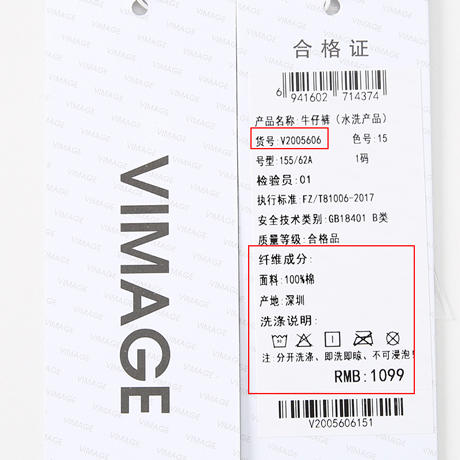 VIMAGE
合格证
6 941602 714374
产品名称:牛仔裤（水洗产品）
货号:V2005606 色号:15
号型:155/62A 1码
检验员:01
执行标准:FZ/T81006-2017
安全技术类别:GB18401 B类
质量等级:合格品
纤维成分:
面料:100%棉
产地:深圳
洗涤说明:
注:分开洗涤、即洗即晾、不可浸泡!
RMB:1099
V2005606151